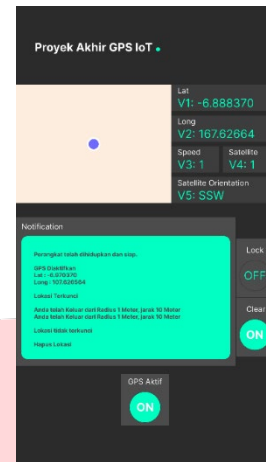 Proyek Akhir GPS IoT
Lat
V1: -6.888370
Long
V2: 167.62664
Speed
V3: 1
Satellite
V4: 1
Satellite Orientation
V5: SSW
Notification
Perangkat telah dihidupkan dan siap.
GPS Diaktifkan
Lat : -6.970370
Long : 107.626564
Lokasi Terkunci
Anda telah Keluar dari Radius 1 Meter, jarak 10 Meter
Anda telah Keluar dari Radius 1 Meter, jarak 10 Meter
Lokasi tidak terkunci
Hapus Lokasi
Lock
OFF
Clear
ON
GPS Aktif
ON